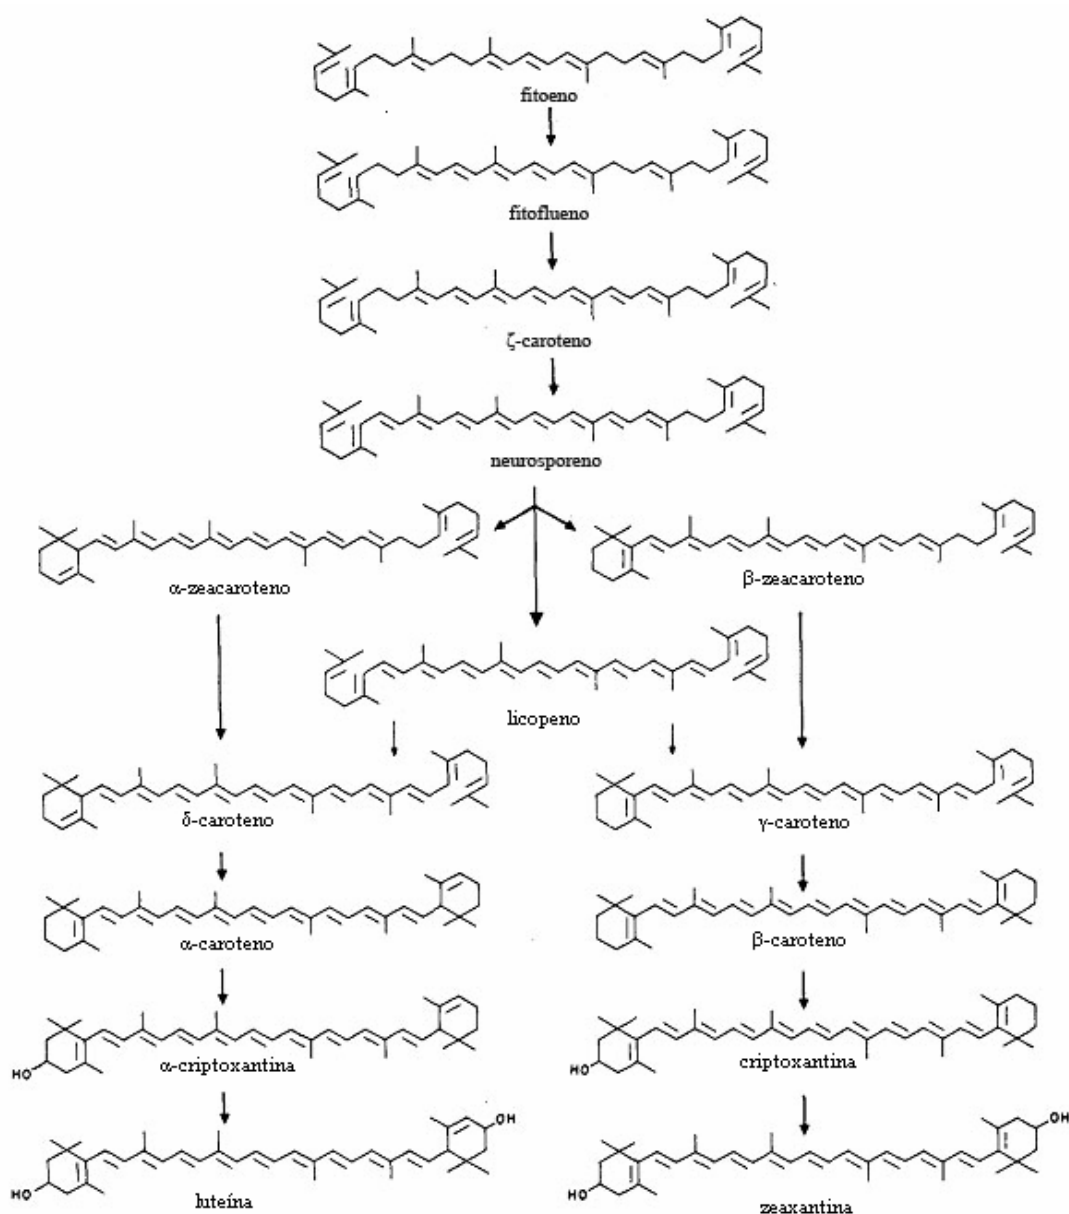 fitoeno
fitoflueno
ζ-caroteno
neurosporeno
α-zeacaroteno
β-zeacaroteno
licopeno
δ-caroteno
γ-caroteno
α-caroteno
β-caroteno
HO
α-criptoxantina
HO
criptoxantina
OH
HO
luteína
OH
HO
zeaxantina